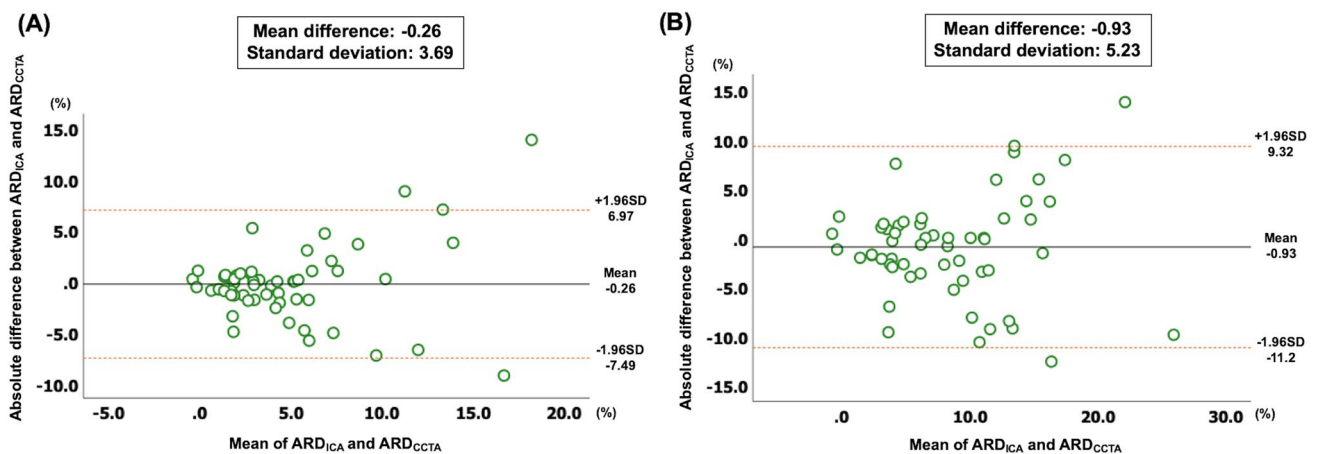 (A)
Mean difference: -0.26
Standard deviation: 3.69
Absolute difference between ARDICA and ARDCCTA
(%)
15.0
10.0
5.0
.0
-5.0
-10.0
+1.96SD
6.97
Mean
-0.26
-1.96SD
-7.49
-5.0 .0 5.0 10.0 15.0 20.0 (%)
Mean of ARDICA and ARDCCTA
(B)
Mean difference: -0.93
Standard deviation: 5.23
Absolute difference between ARDICA and ARDCCTA
(%)
15.0
10.0
5.0
.0
-5.0
-10.0
-15.0
+1.96SD
9.32
Mean
-0.93
-1.96SD
-11.2
.0 10.0 20.0 30.0 (%)
Mean of ARDICA and ARDCCTA